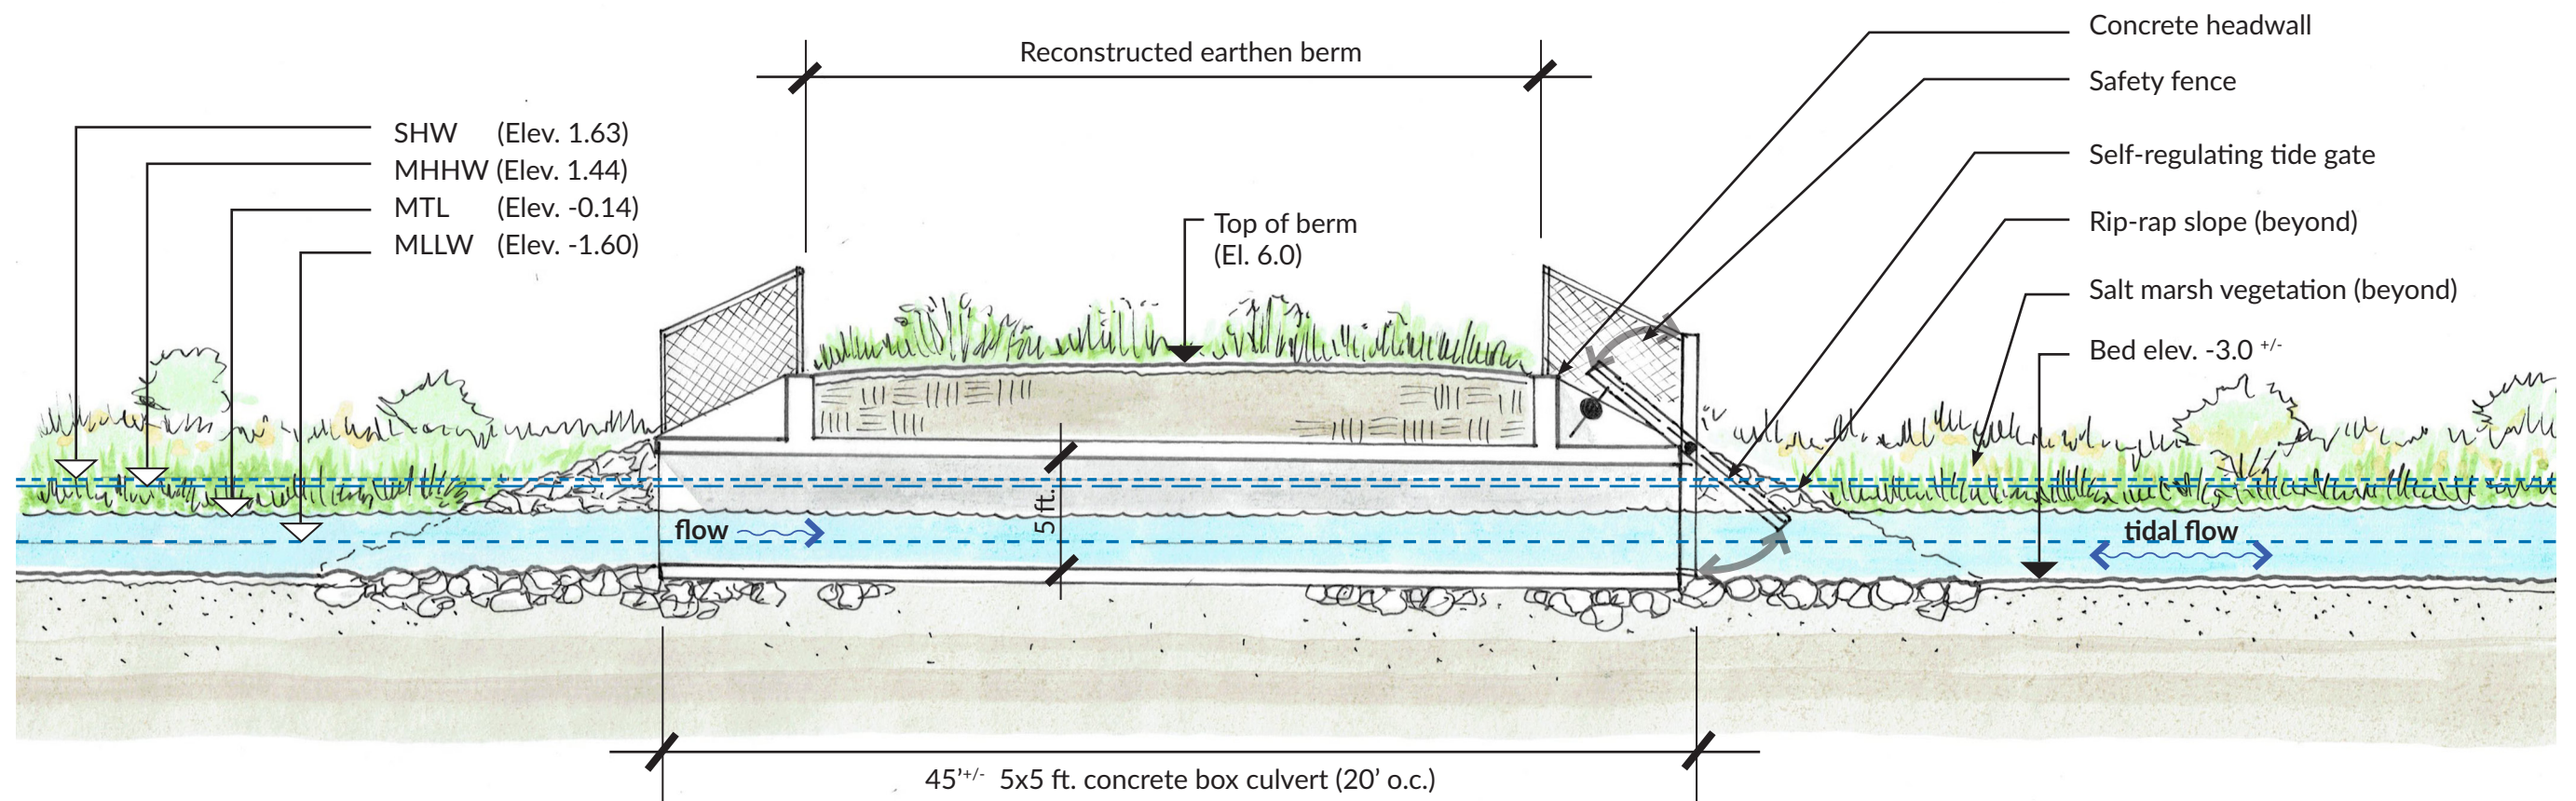 Reconstructed earthen berm
SHW (Elev. 1.63)
MHHW (Elev. 1.44)
MTL (Elev. -0.14)
MLLW (Elev. -1.60)
Top of berm
(El. 6.0)
Concrete headwall
Safety fence
Self-regulating tide gate
Rip-rap slope (beyond)
Salt marsh vegetation (beyond)
Bed elev. -3.0 +/-
flow
5 ft.
tidal flow
45’+/- 5x5 ft. concrete box culvert (20’ o.c.)